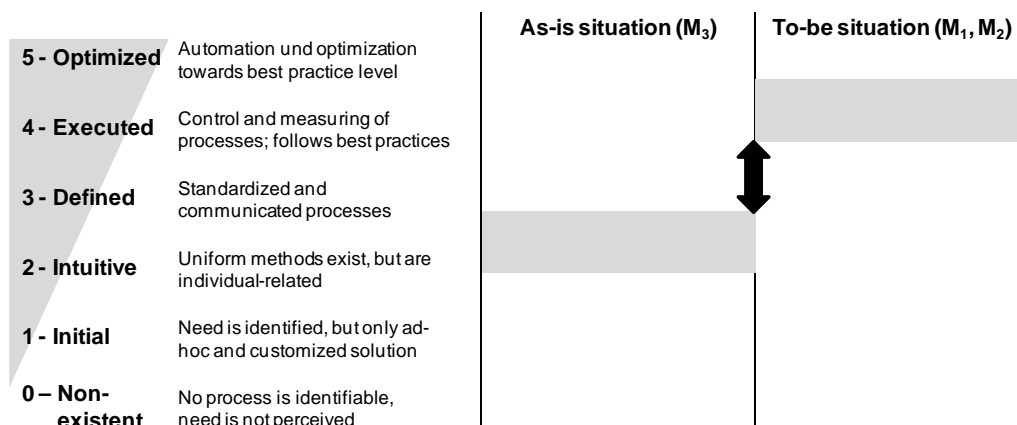 As-is situation (M3)
To-be situation (M1, M2)
5 - Optimized
Automation und optimization
towards best practice level
4 - Executed
Control and measuring of
processes; follows best practices
3 - Defined
Standardized and
communicated processes
2 - Intuitive
Uniform methods exist, but are
individual-related
1 - Initial
Need is identified, but only ad-
hoc and customized solution
0 – Non-
existent
No process is identifiable,
need is not perceived